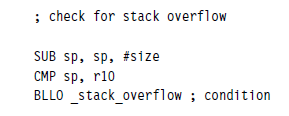 ; check for stack overflow
SUB sp, sp, #size
CMP sp, r10
BLLO _stack_overflow ; condition